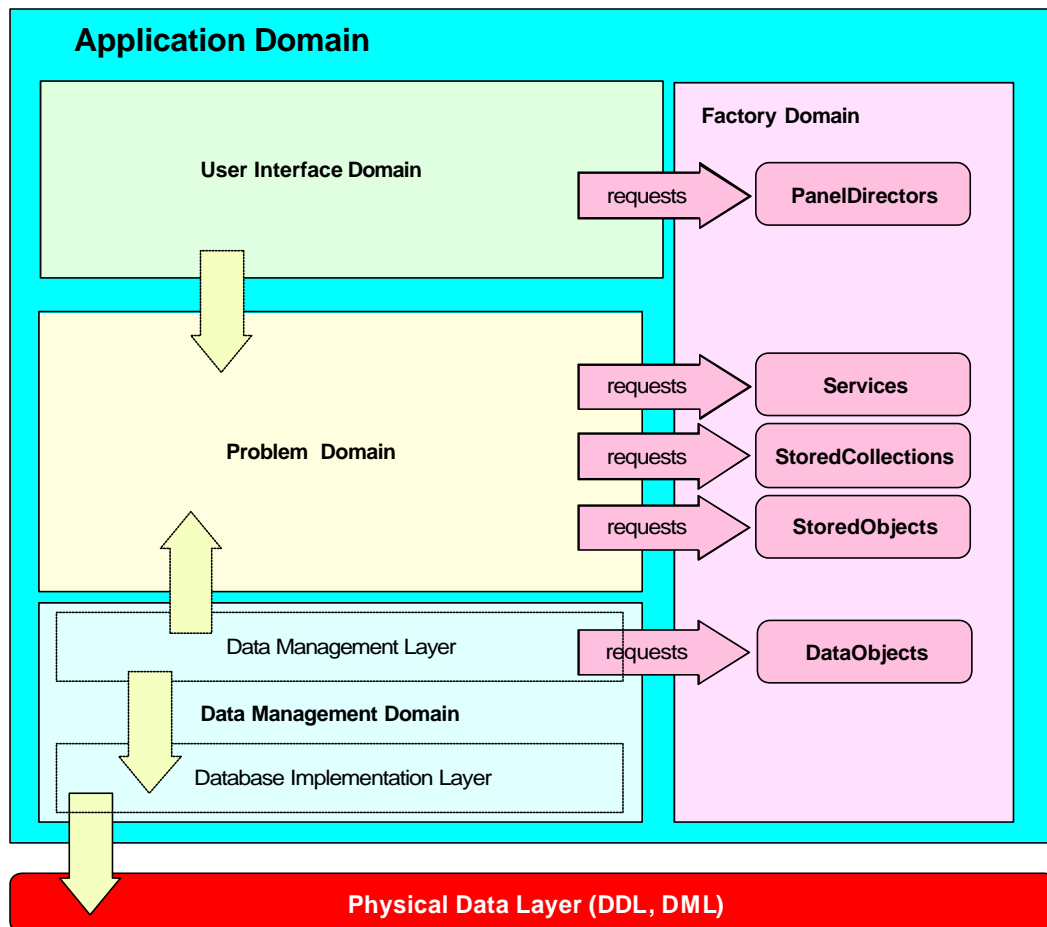 Application Domain
Factory Domain
User Interface Domain
requests
PanelDirectors
requests
Services
Problem Domain
requests
StoredCollections
requests
StoredObjects
Data Management Layer
requests
DataObjects
Data Management Domain
Database Implementation Layer
Physical Data Layer (DDL, DML)